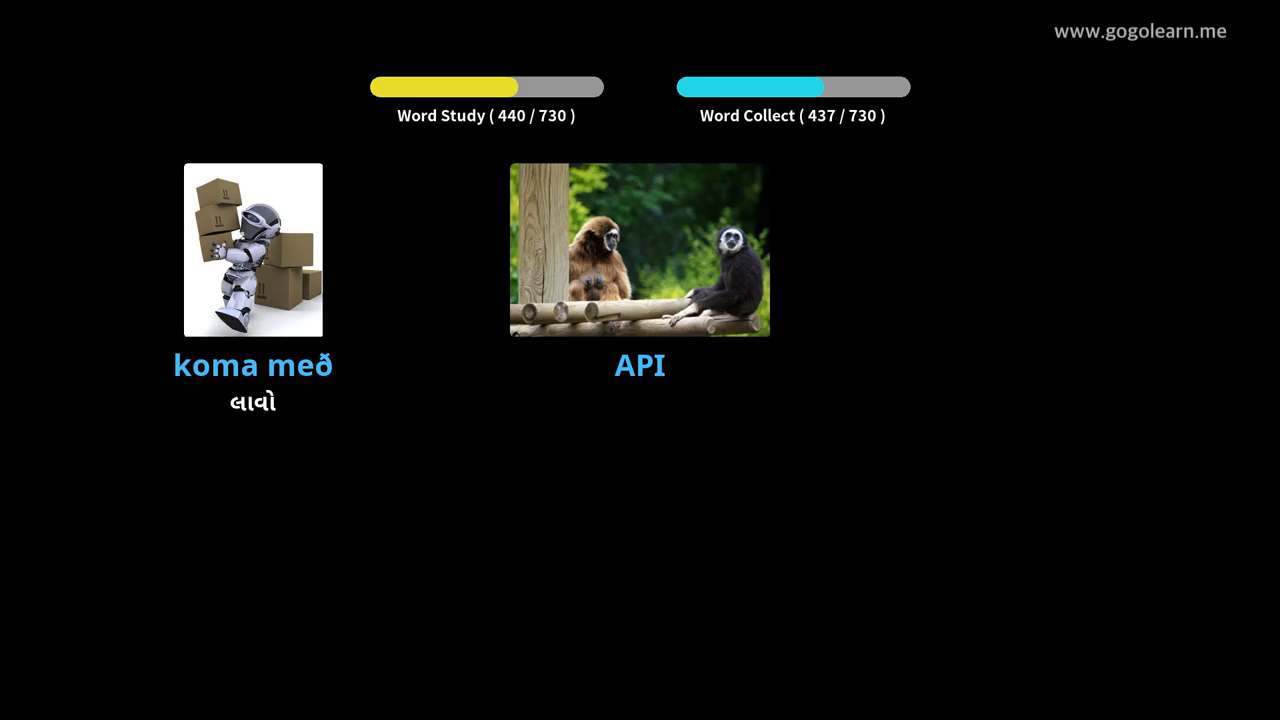 www.gogolearn.me
Word Study ( 440 / 730 )
Word Collect ( 437 / 730 )
koma með
લાવો
API